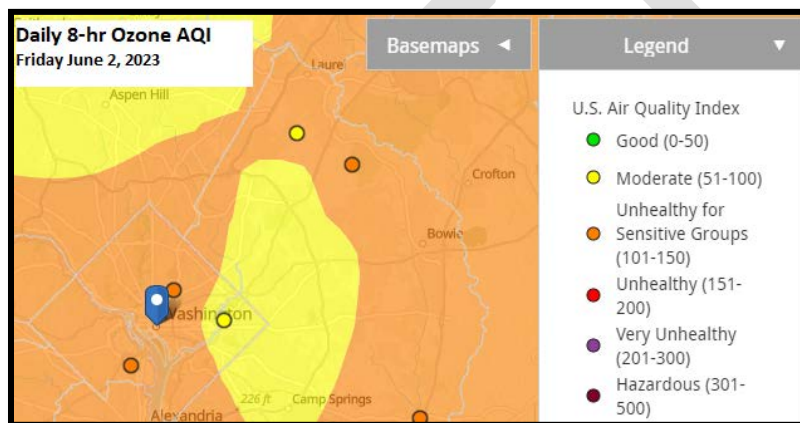 Daily 8-hr Ozone AQI
Friday June 2, 2023
Basemaps
Legend
Laure
Aspen Hill
U.S. Air Quality Index
Good (0-50)
Moderate (51-100)
Unhealthy for
Sensitive Groups
(101-150)
Unhealthy (151-
200)
Very Unhealthy
(201-300)
Hazardous (301-
500)
Crofton
Bowie
Washington
226 ft
Camp Springs
Alexandria